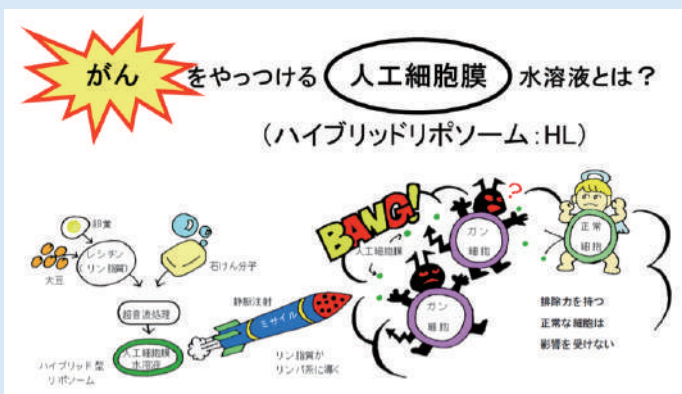 がん をやっつける 人工細胞膜 水溶液とは？
（ハイブリッドリポソーム：HL）
卵黄
大豆
レシチン
（リン脂質）
石けん分子
超音波処理
人工細胞膜
水溶液
ハイブリッド型
リポソーム
静脈注射
ミサイル
リン脂質が
リンパ系に導く
BANG!
人工細胞膜
ガン
細胞
?
ガン
細胞
正常
細胞
排除力を持つ
正常な細胞は
影響を受けない